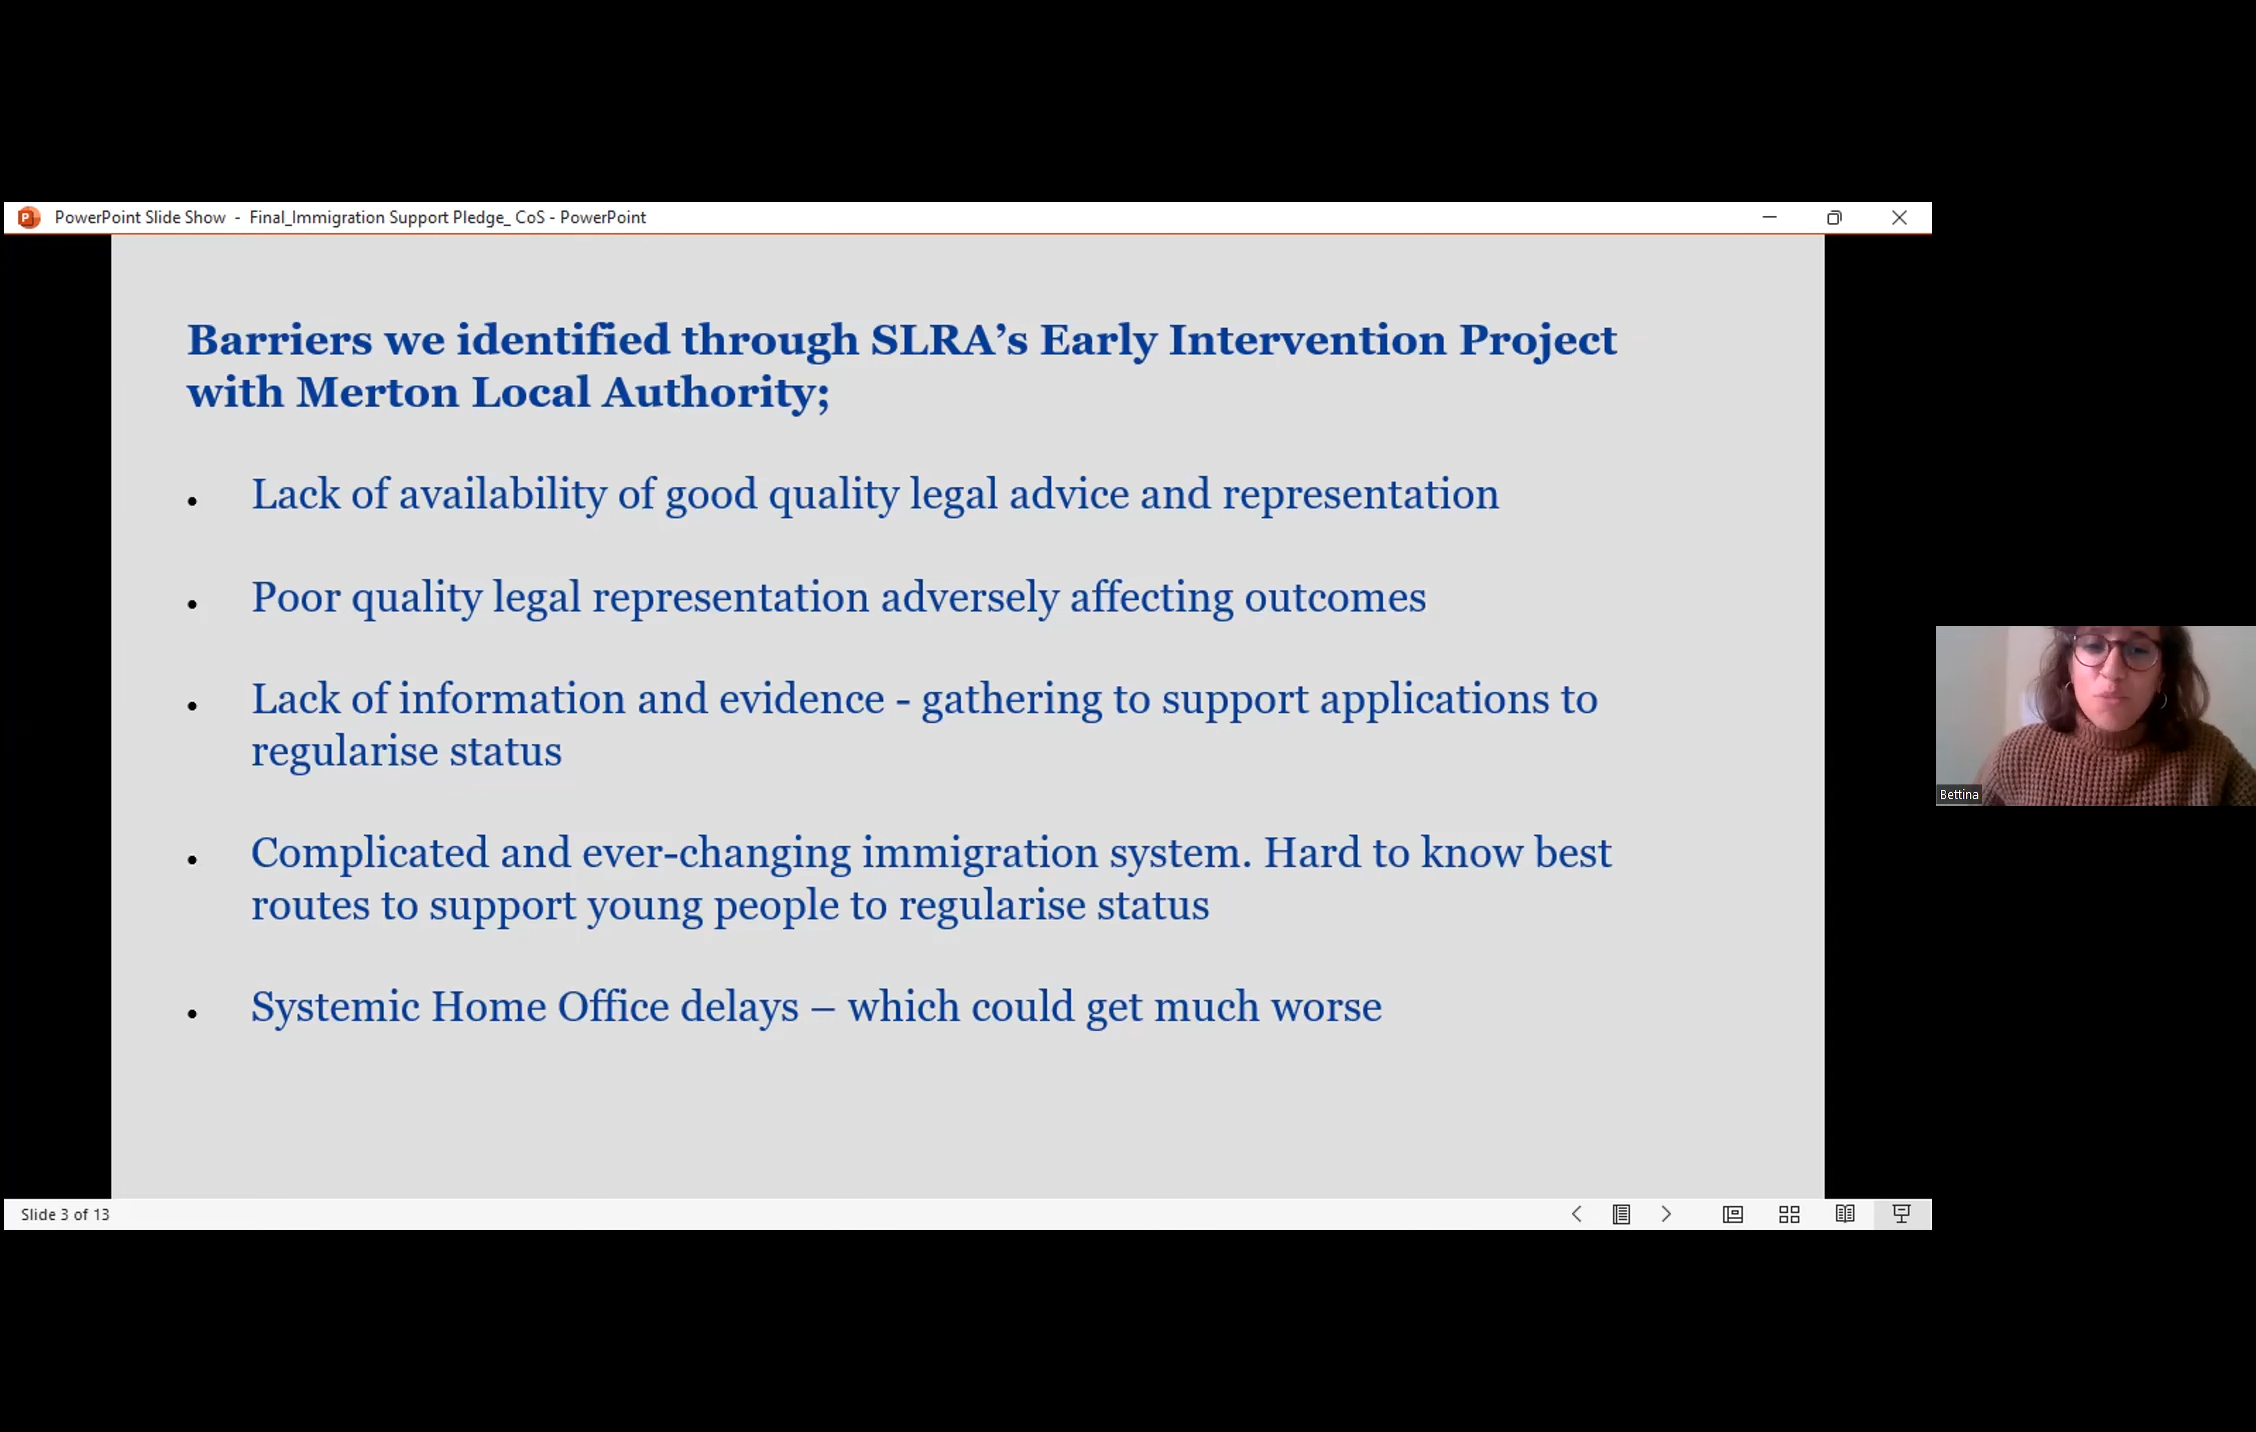 PowerPoint Slide Show - Final_Immigration Support Pledge_ CoS - PowerPoint
Barriers we identified through SLRA’s Early Intervention Project
with Merton Local Authority;
• Lack of availability of good quality legal advice and representation
• Poor quality legal representation adversely affecting outcomes
• Lack of information and evidence - gathering to support applications to
regularise status
• Complicated and ever-changing immigration system. Hard to know best
routes to support young people to regularise status
• Systemic Home Office delays – which could get much worse
Bettina
Slide 3 of 13